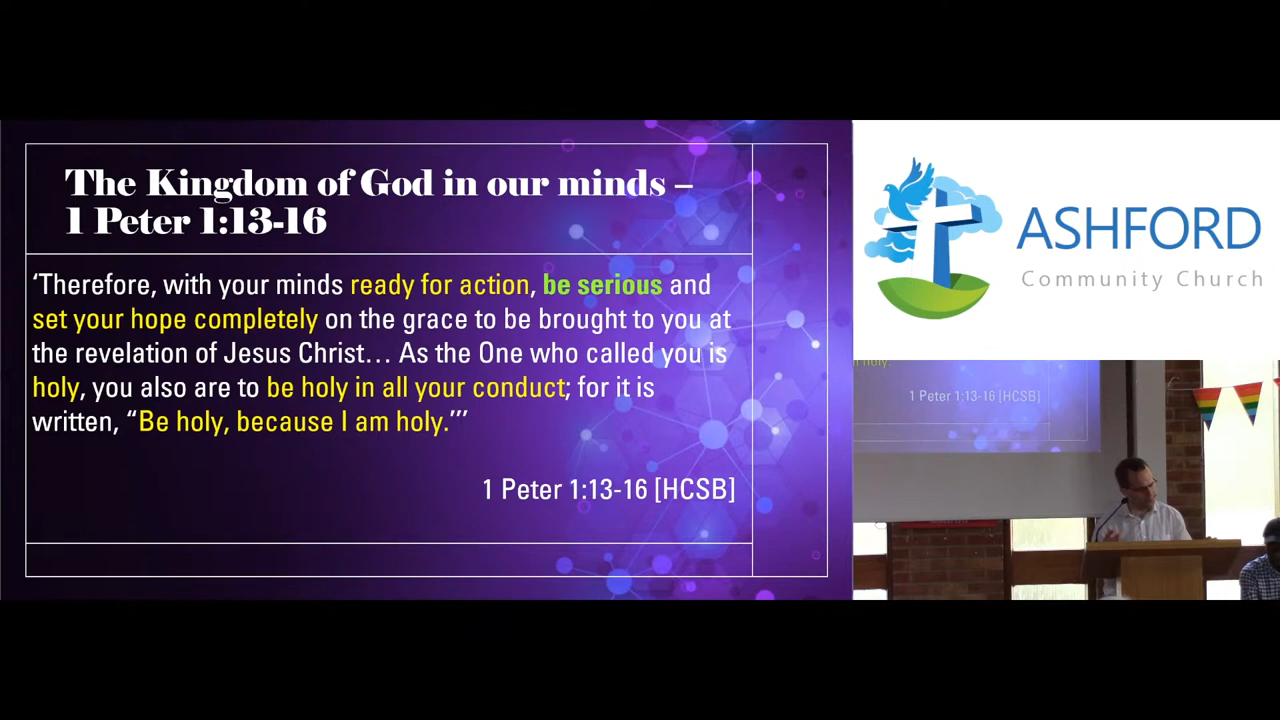 The Kingdom of God in our minds –
1 Peter 1:13-16
‘Therefore, with your minds ready for action, be serious and
set your hope completely on the grace to be brought to you at
the revelation of Jesus Christ… As the One who called you is
holy, you also are to be holy in all your conduct; for it is
written, “Be holy, because I am holy.”’
1 Peter 1:13-16 [HCSB]
ASHFORD
Community Church
holy.
1 Peter 1:13-16 [HCSB]